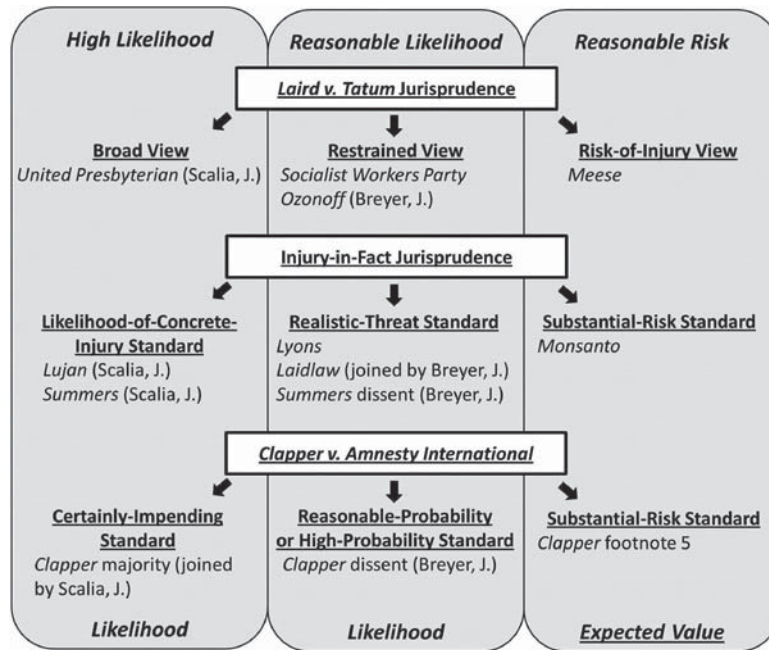 High Likelihood
Reasonable Likelihood
Reasonable Risk
Laird v. Tatum Jurisprudence
Broad View
United Presbyterian (Scalia, J.)
Restrained View
Socialist Workers Party
Ozonoff (Breyer, J.)
Risk-of-Injury View
Meese
Injury-in-Fact Jurisprudence
Likelihood-of-Concrete-
Injury Standard
Lujan (Scalia, J.)
Summers (Scalia, J.)
Realistic-Threat Standard
Lyons
Laidlaw (joined by Breyer, J.)
Summers dissent (Breyer, J.)
Substantial-Risk Standard
Monsanto
Clapper v. Amnesty International
Certainly-Impending
Standard
Clapper majority (joined
by Scalia, J.)
Reasonable-Probability
or High-Probability Standard
Clapper dissent (Breyer, J.)
Substantial-Risk Standard
Clapper footnote 5
Likelihood
Likelihood
Expected Value